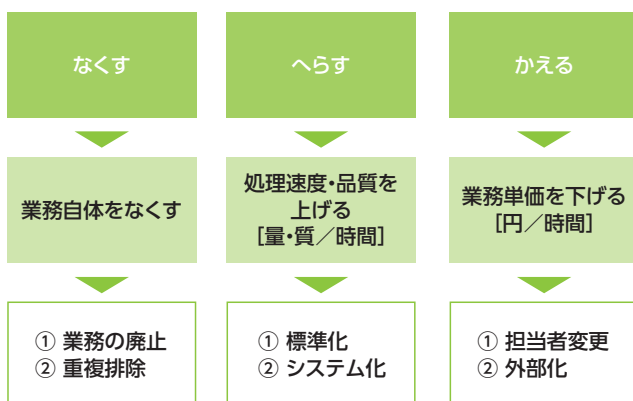 なくす
へらす
かえる
業務自体をなくす
処理速度・品質を
上げる
［量・質／時間］
業務単価を下げる
［円／時間］
① 業務の廃止
② 重複排除
① 標準化
② システム化
① 担当者変更
② 外部化